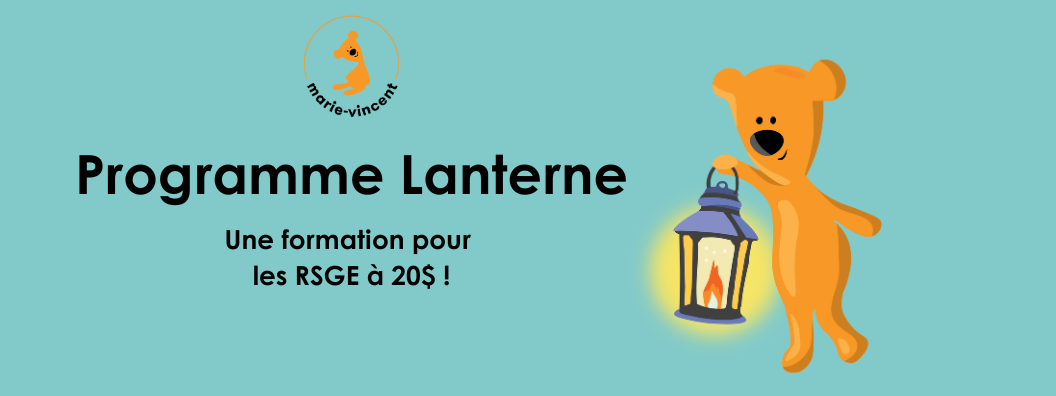 marie-vincent
Programme Lanterne
Une formation pour
les RSGE à 20$ !